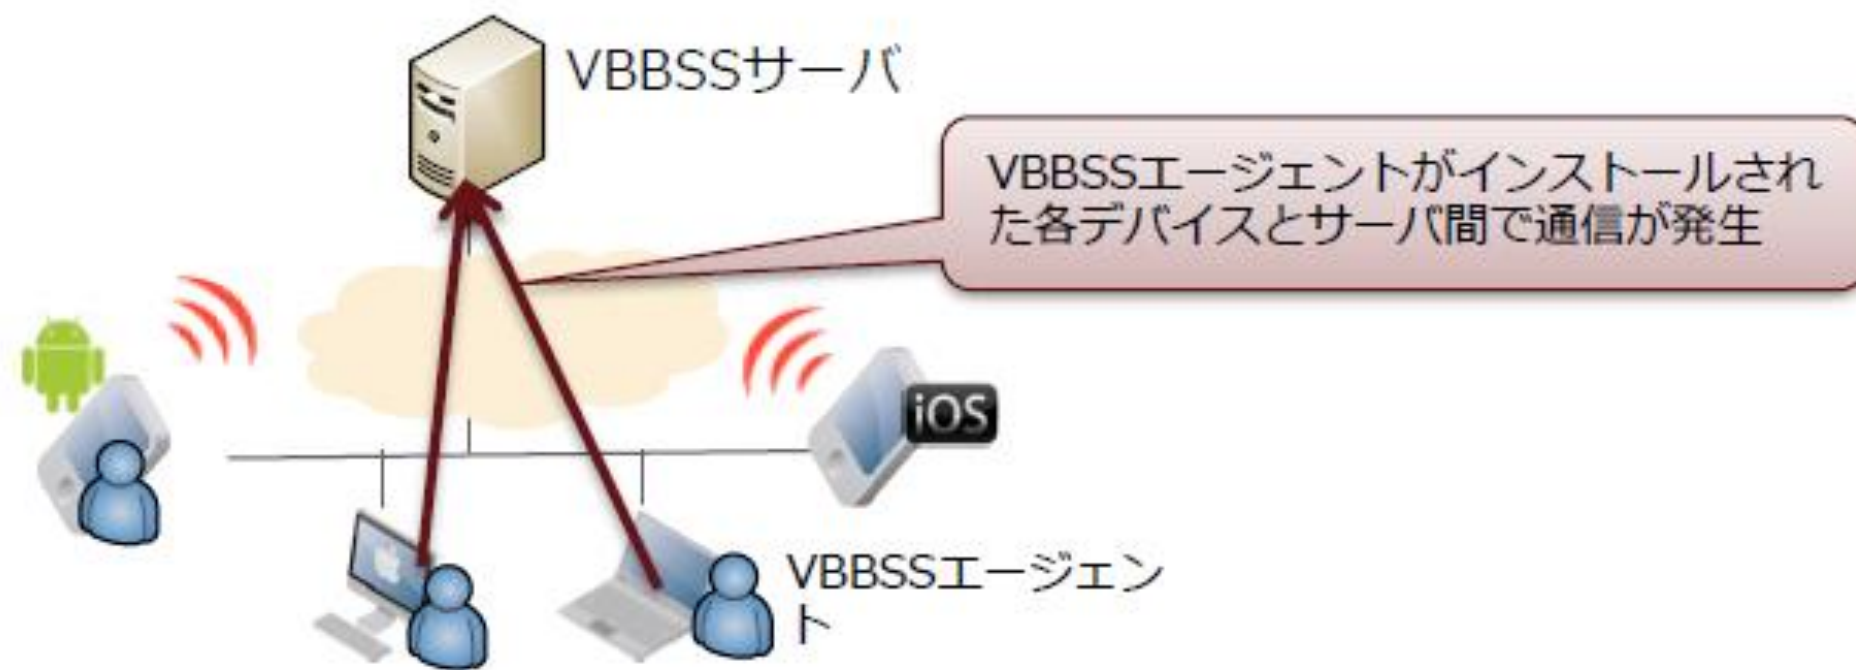 VBBSSサーバ
VBBSSエージェントがインストールされ
た各デバイスとサーバ間で通信が発生
iOS
VBBSSエージェン
ト